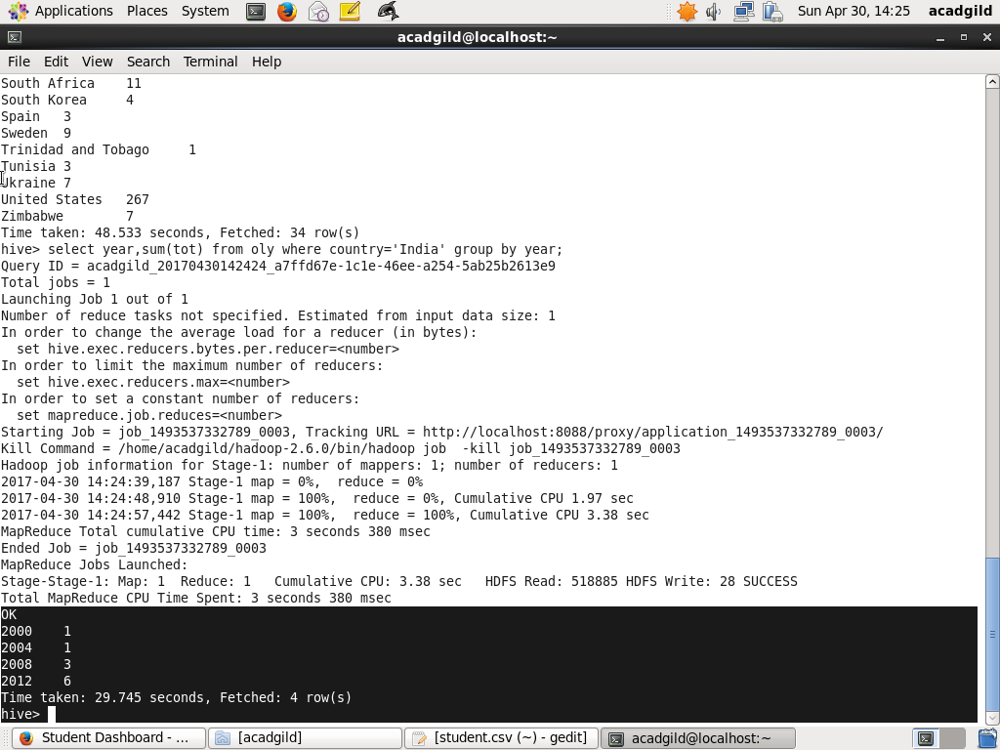 Applications Places System Sun Apr 30, 14:25 acadgild
acadgild@localhost:~
File Edit View Search Terminal Help
South Africa 11
South Korea 4
Spain 3
Sweden 9
Trinidad and Tobago 1
Tunisia 3
Ukraine 7
United States 267
Zimbabwe 7
Time taken: 48.533 seconds, Fetched: 34 row(s)
hive> select year,sum(tot) from oly where country='India' group by year;
Query ID = acadgild_20170430142424_a7ffd67e-1c1e-46ee-a254-5ab25b2613e9
Total jobs = 1
Launching Job 1 out of 1
Number of reduce tasks not specified. Estimated from input data size: 1
In order to change the average load for a reducer (in bytes):
  set hive.exec.reducers.bytes.per.reducer=<number>
In order to limit the maximum number of reducers:
  set hive.exec.reducers.max=<number>
In order to set a constant number of reducers:
  set mapreduce.job.reduces=<number>
Starting Job = job_1493537332789_0003, Tracking URL = http://localhost:8088/proxy/application_1493537332789_0003/
Kill Command = /home/acadgild/hadoop-2.6.0/bin/hadoop job  -kill job_1493537332789_0003
Hadoop job information for Stage-1: number of mappers: 1; number of reducers: 1
2017-04-30 14:24:39,187 Stage-1 map = 0%,  reduce = 0%
2017-04-30 14:24:48,910 Stage-1 map = 100%,  reduce = 0%, Cumulative CPU 1.97 sec
2017-04-30 14:24:57,442 Stage-1 map = 100%,  reduce = 100%, Cumulative CPU 3.38 sec
MapReduce Total cumulative CPU time: 3 seconds 380 msec
Ended Job = job_1493537332789_0003
MapReduce Jobs Launched:
Stage-Stage-1: Map: 1  Reduce: 1   Cumulative CPU: 3.38 sec   HDFS Read: 518885 HDFS Write: 28 SUCCESS
Total MapReduce CPU Time Spent: 3 seconds 380 msec
OK
2000 1
2004 1
2008 3
2012 6
Time taken: 29.745 seconds, Fetched: 4 row(s)
hive>
Student Dashboard - ... [acadgild] [student.csv (~) - gedit] acadgild@localhost:~